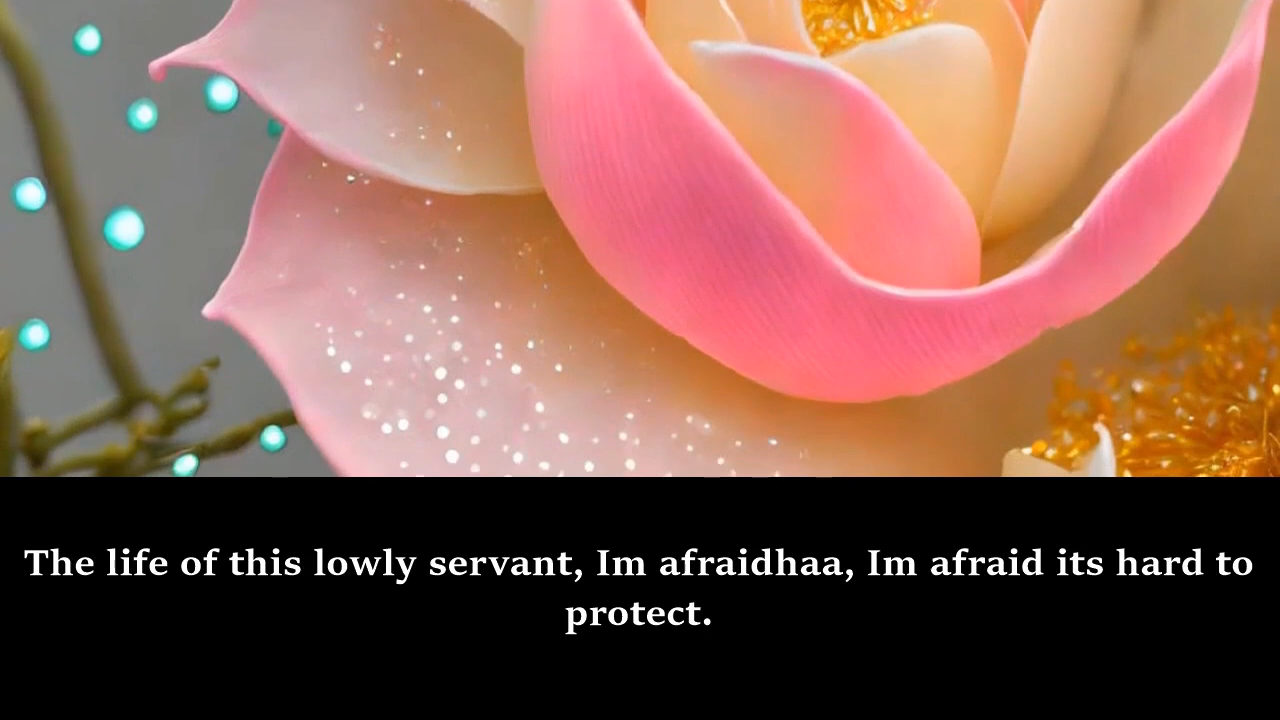 The life of this lowly servant, Im afraidhaa, Im afraid its hard to
protect.